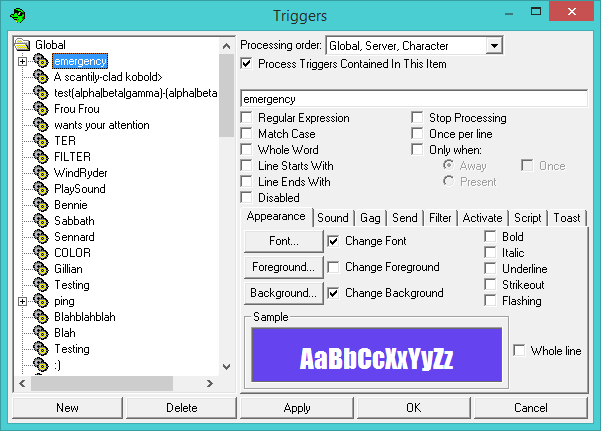 Triggers
Global
emergency
A scantily-clad kobold>
test(alpha|beta|gamma)-(alpha|beta
Frou Frou
wants your attention
TER
FILTER
WindRyder
PlaySound
Bennie
Sabbath
Sennard
COLOR
Gillian
Testing
ping
Blahblahblah
Blah
Testing
:)
Processing order: Global, Server, Character
Process Triggers Contained In This Item
emergency
Regular Expression
Stop Processing
Match Case
Once per line
Whole Word
Only when:
Line Starts With
Away
Once
Line Ends With
Present
Disabled
Appearance Sound Gag Send Filter Activate Script Toast
Font...
Change Font
Foreground...
Change Foreground
Background...
Change Background
Bold
Italic
Underline
Strikeout
Flashing
Sample
AaBbCcXxYyZz
Whole line
New Delete Apply OK Cancel